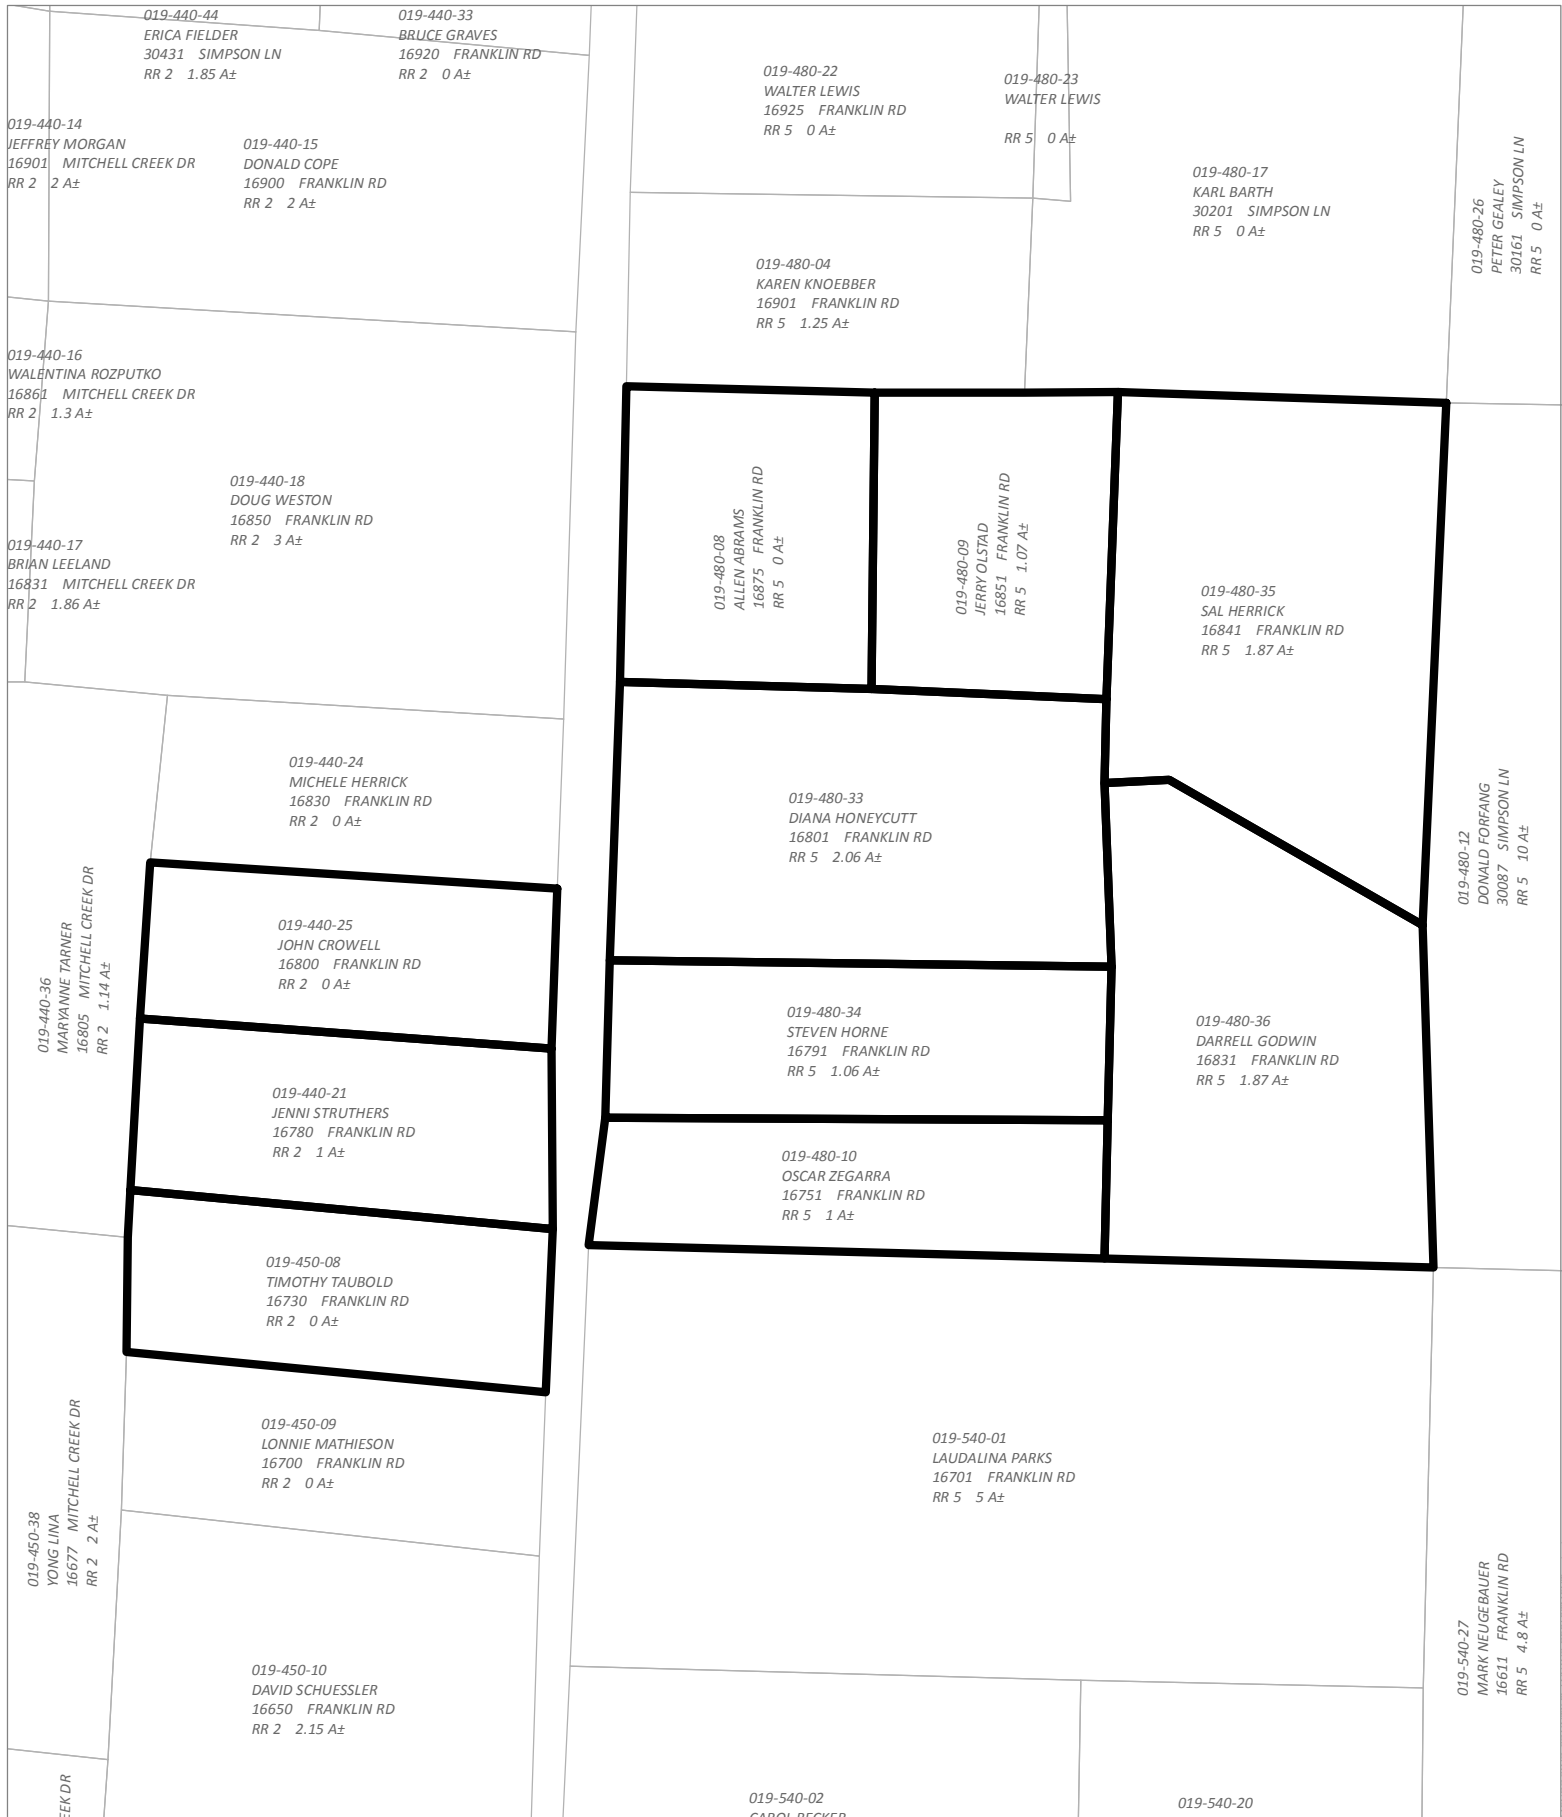 019-440-44
ERICA FIELDER
30431 SIMPSON LN
RR 2 1.85 A±
019-440-33
BRUCE GRAVES
16920 FRANKLIN RD
RR 2 0 A±
019-480-22
WALTER LEWIS
16925 FRANKLIN RD
RR 5 0 A±
019-480-23
WALTER LEWIS
RR 5 0 A±
019-440-14
JEFFREY MORGAN
16901 MITCHELL CREEK DR
RR 2 2 A±
019-440-15
DONALD COPE
16900 FRANKLIN RD
RR 2 2 A±
019-480-17
KARL BARTH
30201 SIMPSON LN
RR 5 0 A±
019-480-26
PETER GEALEY
30161 SIMPSON LN
RR 5 0 A±
019-480-04
KAREN KNOEBBER
16901 FRANKLIN RD
RR 5 1.25 A±
019-440-16
WALENTINA ROZPUTKO
16861 MITCHELL CREEK DR
RR 2 1.3 A±
019-440-18
DOUG WESTON
16850 FRANKLIN RD
RR 2 3 A±
019-440-17
BRIAN LEELAND
16831 MITCHELL CREEK DR
RR 2 1.86 A±
019-480-08
ALLEN ABRAMS
16875 FRANKLIN RD
RR 5 0 A±
019-480-09
JERRY OLSTAD
16851 FRANKLIN RD
RR 5 1.07 A±
019-480-35
SAL HERRICK
16841 FRANKLIN RD
RR 5 1.87 A±
019-440-24
MICHELE HERRICK
16830 FRANKLIN RD
RR 2 0 A±
019-480-33
DIANA HONEYCUTT
16801 FRANKLIN RD
RR 5 2.06 A±
019-480-12
DONALD FORFANG
30087 SIMPSON LN
RR 5 10 A±
019-440-36
MARYANNE TARNER
16805 MITCHELL CREEK DR
RR 2 1.14 A±
019-440-25
JOHN CROWELL
16800 FRANKLIN RD
RR 2 0 A±
019-480-34
STEVEN HORNE
16791 FRANKLIN RD
RR 5 1.06 A±
019-480-36
DARRELL GODWIN
16831 FRANKLIN RD
RR 5 1.87 A±
019-440-21
JENNI STRUTHERS
16780 FRANKLIN RD
RR 2 1 A±
019-480-10
OSCAR ZEGARRA
16751 FRANKLIN RD
RR 5 1 A±
019-450-08
TIMOTHY TAUBOLD
16730 FRANKLIN RD
RR 2 0 A±
019-450-09
LONNIE MATHIESON
16700 FRANKLIN RD
RR 2 0 A±
019-540-01
LAUDALINA PARKS
16701 FRANKLIN RD
RR 5 5 A±
019-450-38
YONG LINA
16677 MITCHELL CREEK DR
RR 2 2 A±
019-540-27
MARK NEUGEBAUER
16611 FRANKLIN RD
RR 5 4.8 A±
019-450-10
DAVID SCHUESSLER
16650 FRANKLIN RD
RR 2 2.15 A±
EEK DR
019-540-02
CAROL BECKER
019-540-20